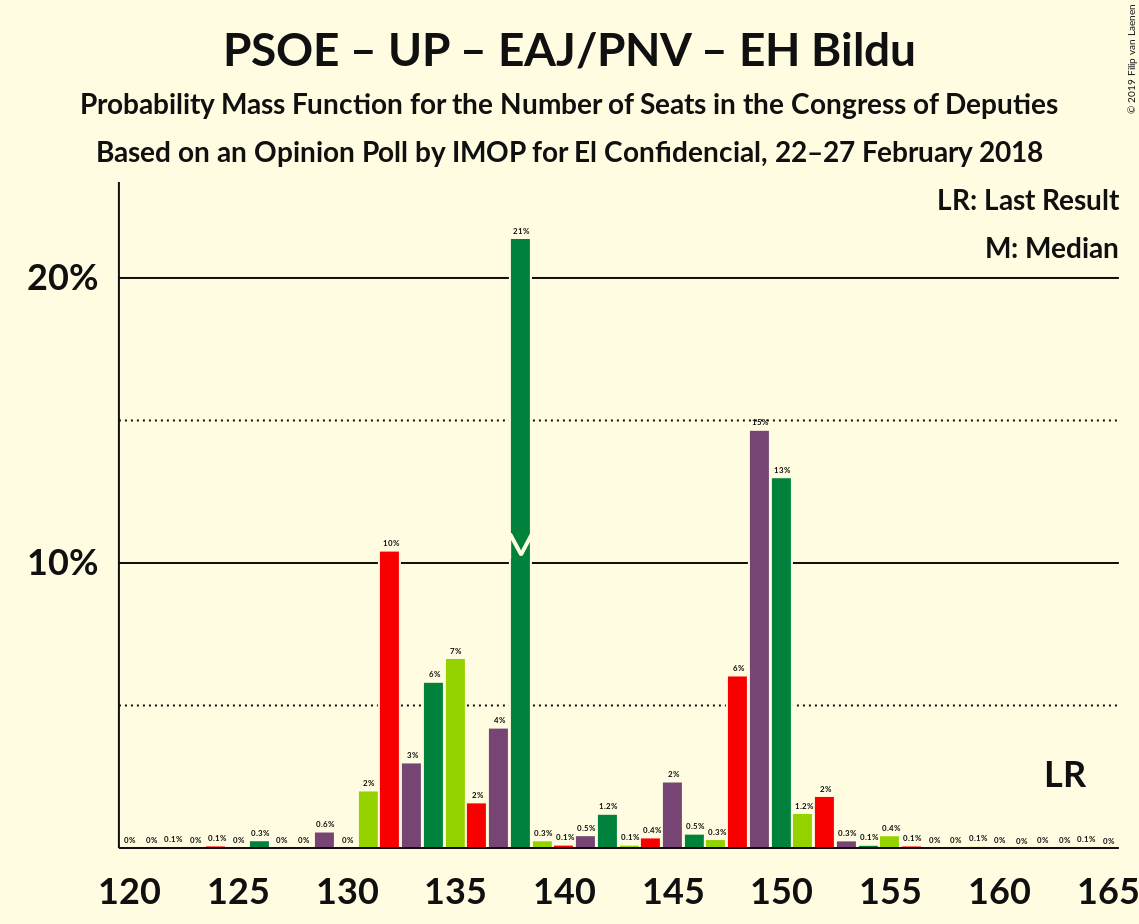 PSOE – UP – EAJ/PNV – EH Bildu
Probability Mass Function for the Number of Seats in the Congress of Deputies
Based on an Opinion Poll by IMOP for El Confidencial, 22–27 February 2018
© 2019 Filip van Laenen
LR: Last Result
M: Median
20%
10%
0% 0% 0.1% 0% 0.1% 0% 0.3% 0% 0% 0.6% 0% 2% 10% 3% 6% 7% 2% 4% 21% 0.3% 0.1% 0.5% 1.2% 0.1% 0.4% 2% 0.5% 0.3% 6% 15% 13% 1.2% 2% 0.3% 0.1% 0.4% 0.1% 0% 0% 0.1% 0% 0% 0% 0% 0.1% 0%
M
LR
120 125 130 135 140 145 150 155 160 165